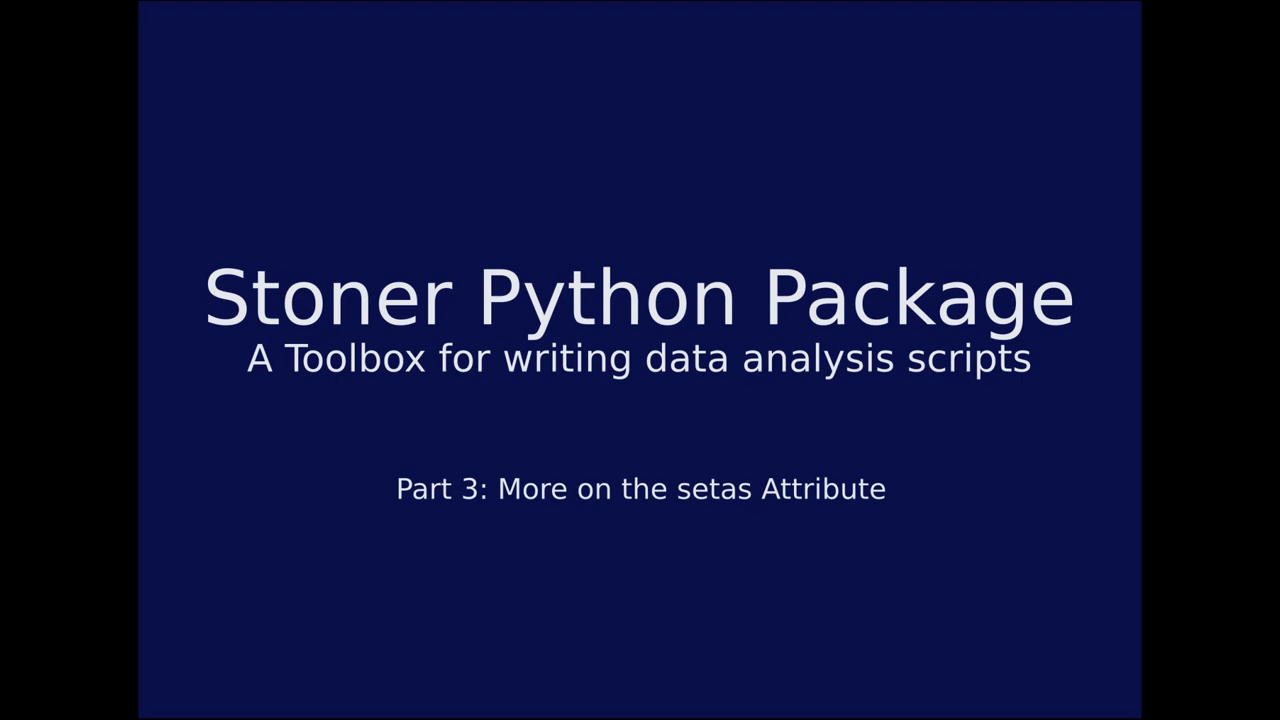 Stoner Python Package
A Toolbox for writing data analysis scripts
Part 3: More on the setas Attribute